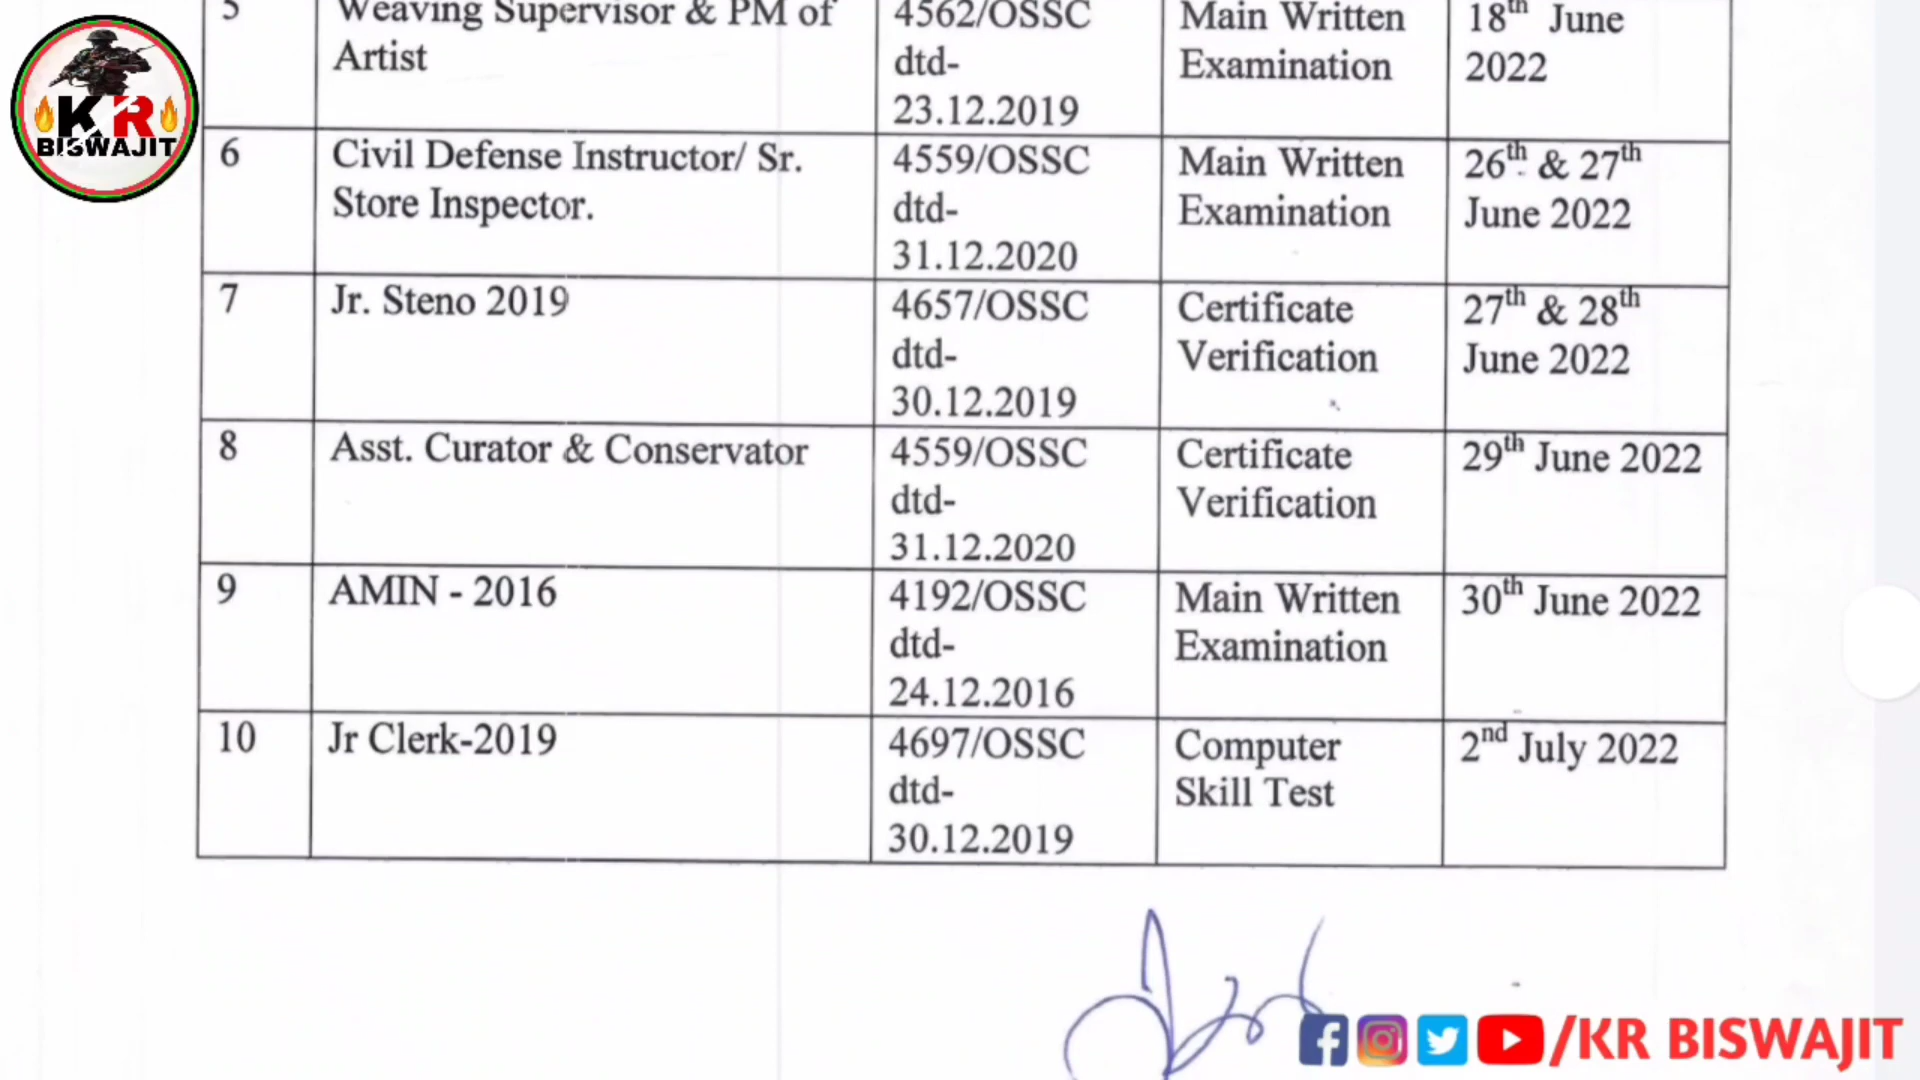 5
Weaving Supervisor & PM of
Artist
4562/OSSC
dtd-
23.12.2019
Main Written
Examination
18th June
2022
6
Civil Defense Instructor/ Sr.
Store Inspector.
4559/OSSC
dtd-
31.12.2020
Main Written
Examination
26th & 27th
June 2022
7
Jr. Steno 2019
4657/OSSC
dtd-
30.12.2019
Certificate
Verification
27th & 28th
June 2022
8
Asst. Curator & Conservator
4559/OSSC
dtd-
31.12.2020
Certificate
Verification
29th June 2022
9
AMIN - 2016
4192/OSSC
dtd-
24.12.2016
Main Written
Examination
30th June 2022
10
Jr Clerk-2019
4697/OSSC
dtd-
30.12.2019
Computer
Skill Test
2nd July 2022
KR
BISWAJIT
/KR BISWAJIT